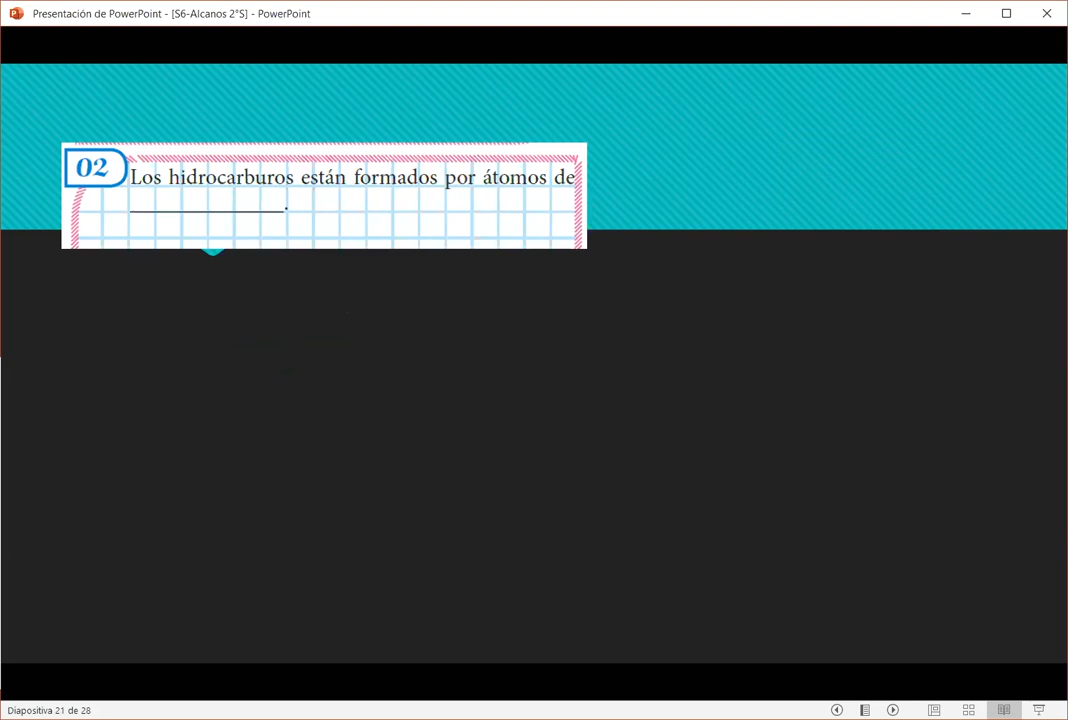 Presentación de PowerPoint - [S6-Alcanos 2°S] - PowerPoint
02
Los hidrocarburos están formados por átomos de
____________________.
Diapositiva 21 de 28